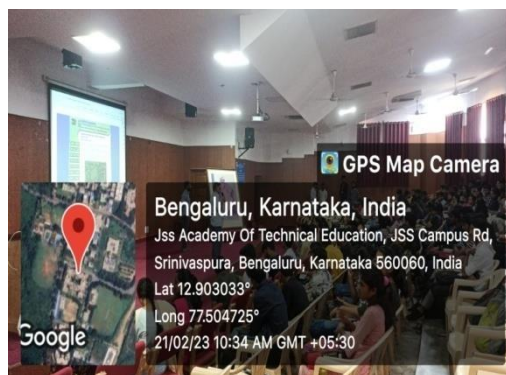 GPS Map Camera
Bengaluru, Karnataka, India
Jss Academy Of Technical Education, JSS Campus Rd,
Srinivaspura, Bengaluru, Karnataka 560060, India
Lat 12.903033°
Long 77.504725°
21/02/23 10:34 AM GMT +05:30
Google